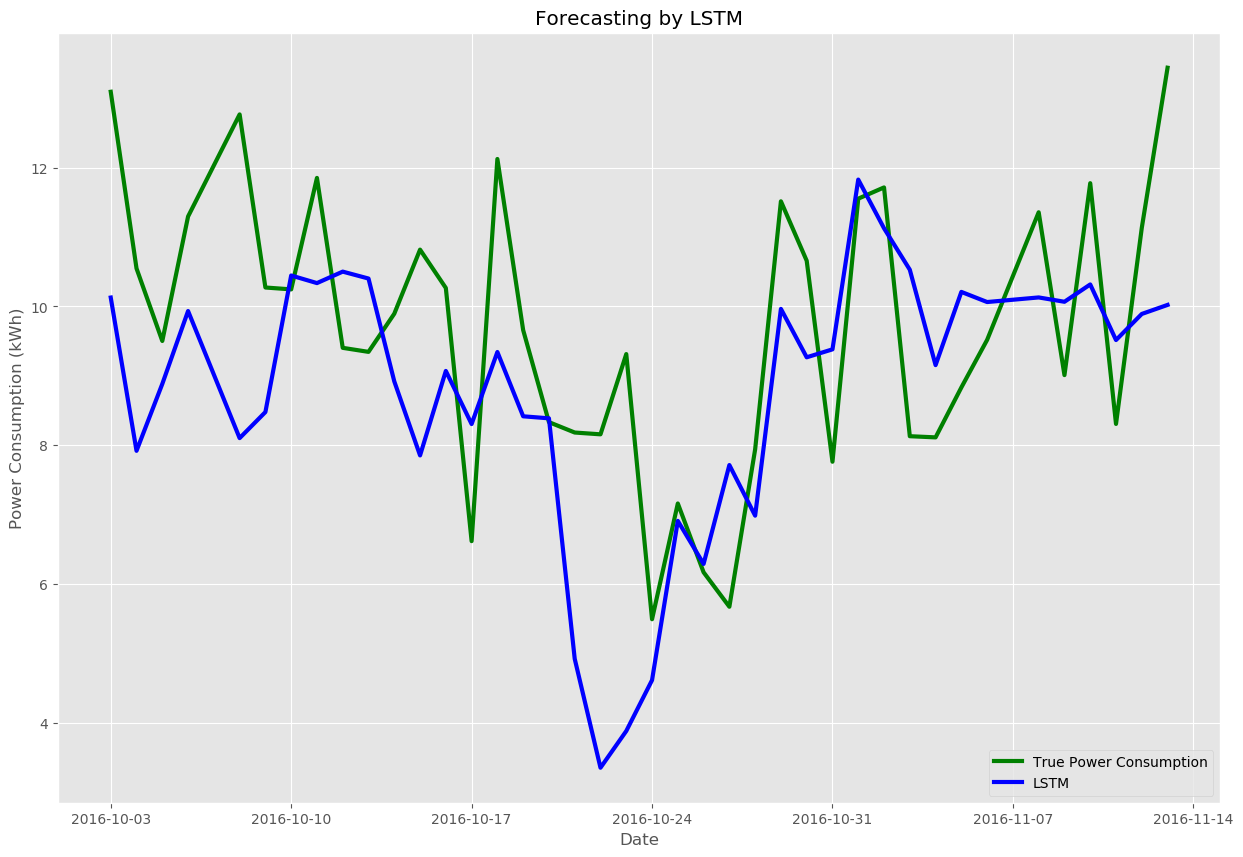 Forecasting by LSTM
Power Consumption (kWh)
12
10
8
6
4
True Power Consumption
LSTM
2016-10-03
2016-10-10
2016-10-17
2016-10-24
2016-10-31
2016-11-07
2016-11-14
Date